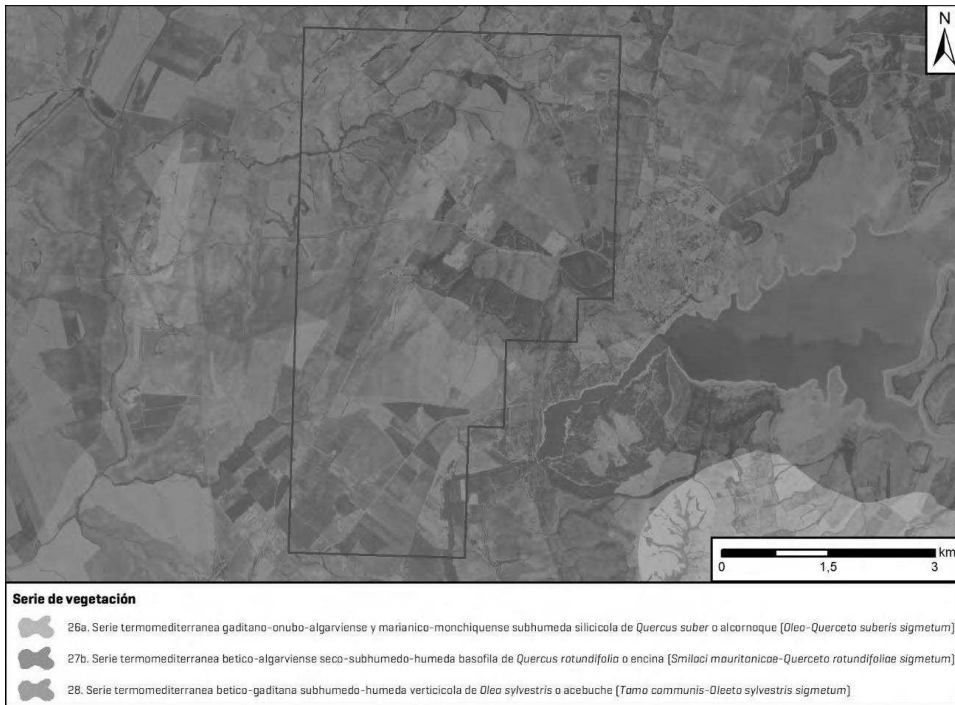 N
km
0 1,5 3
Serie de vegetación
26a. Serie termomediterranea gaditano-onubo-algarviense y marianico-monchiquense subhumeda silicicola de Quercus suber o alcornoque (Oleo-Querceto suberis sigmetum)
27b. Serie termomediterranea betico-algarviense seco-subhumedo-humeda basofila de Quercus rotundifolia o encina (Smilaci mauritanicae-Querceto rotundifoliae sigmetum)
28. Serie termomediterranea betico-gaditana subhumedo-humeda verticicola de Olea sylvestris o acebuche (Tamo communis-Oleeto sylvestris sigmetum)